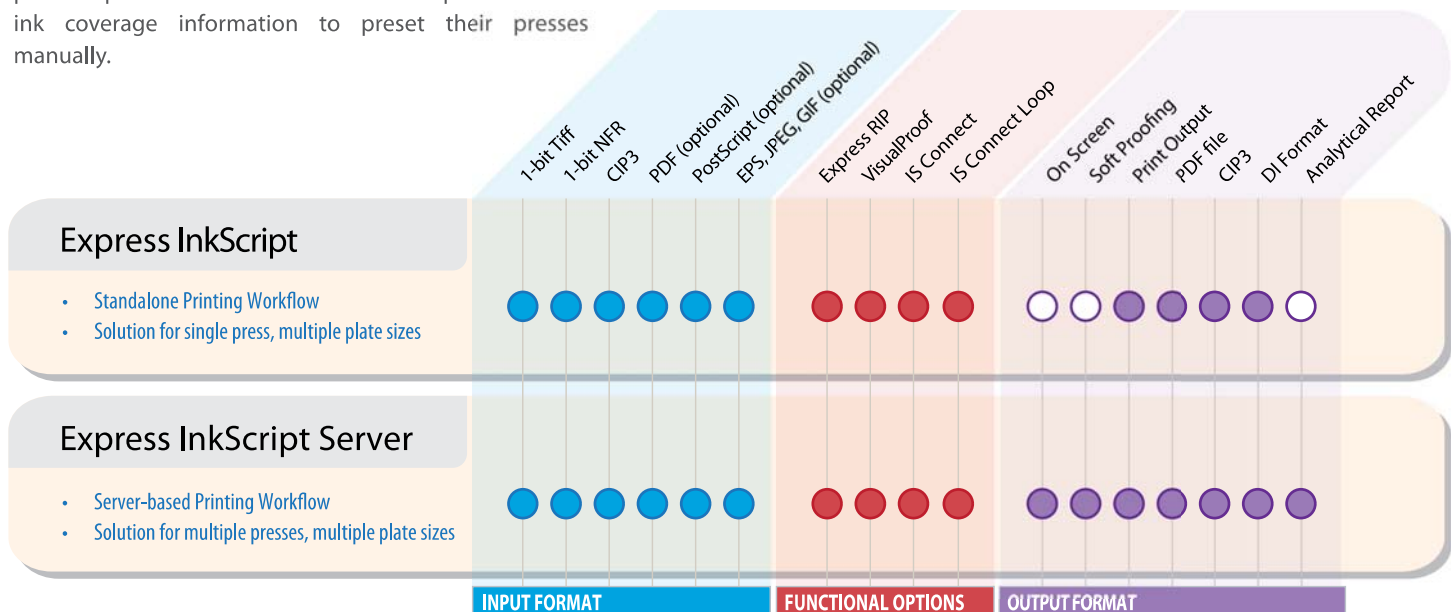 ink coverage information to preset their presses
manually.
1-bit Tiff
1-bit NFR
CIP3
PDF (optional)
PostScript (optional)
EPS, JPEG, GIF (optional)
Express RIP
VisualProof
IS Connect
IS Connect Loop
On Screen
Soft Proofing
Print Output
PDF file
CIP3
DI Format
Analytical Report
Express InkScript
• Standalone Printing Workflow
• Solution for single press, multiple plate sizes
Express InkScript Server
• Server-based Printing Workflow
• Solution for multiple presses, multiple plate sizes
INPUT FORMAT
FUNCTIONAL OPTIONS
OUTPUT FORMAT